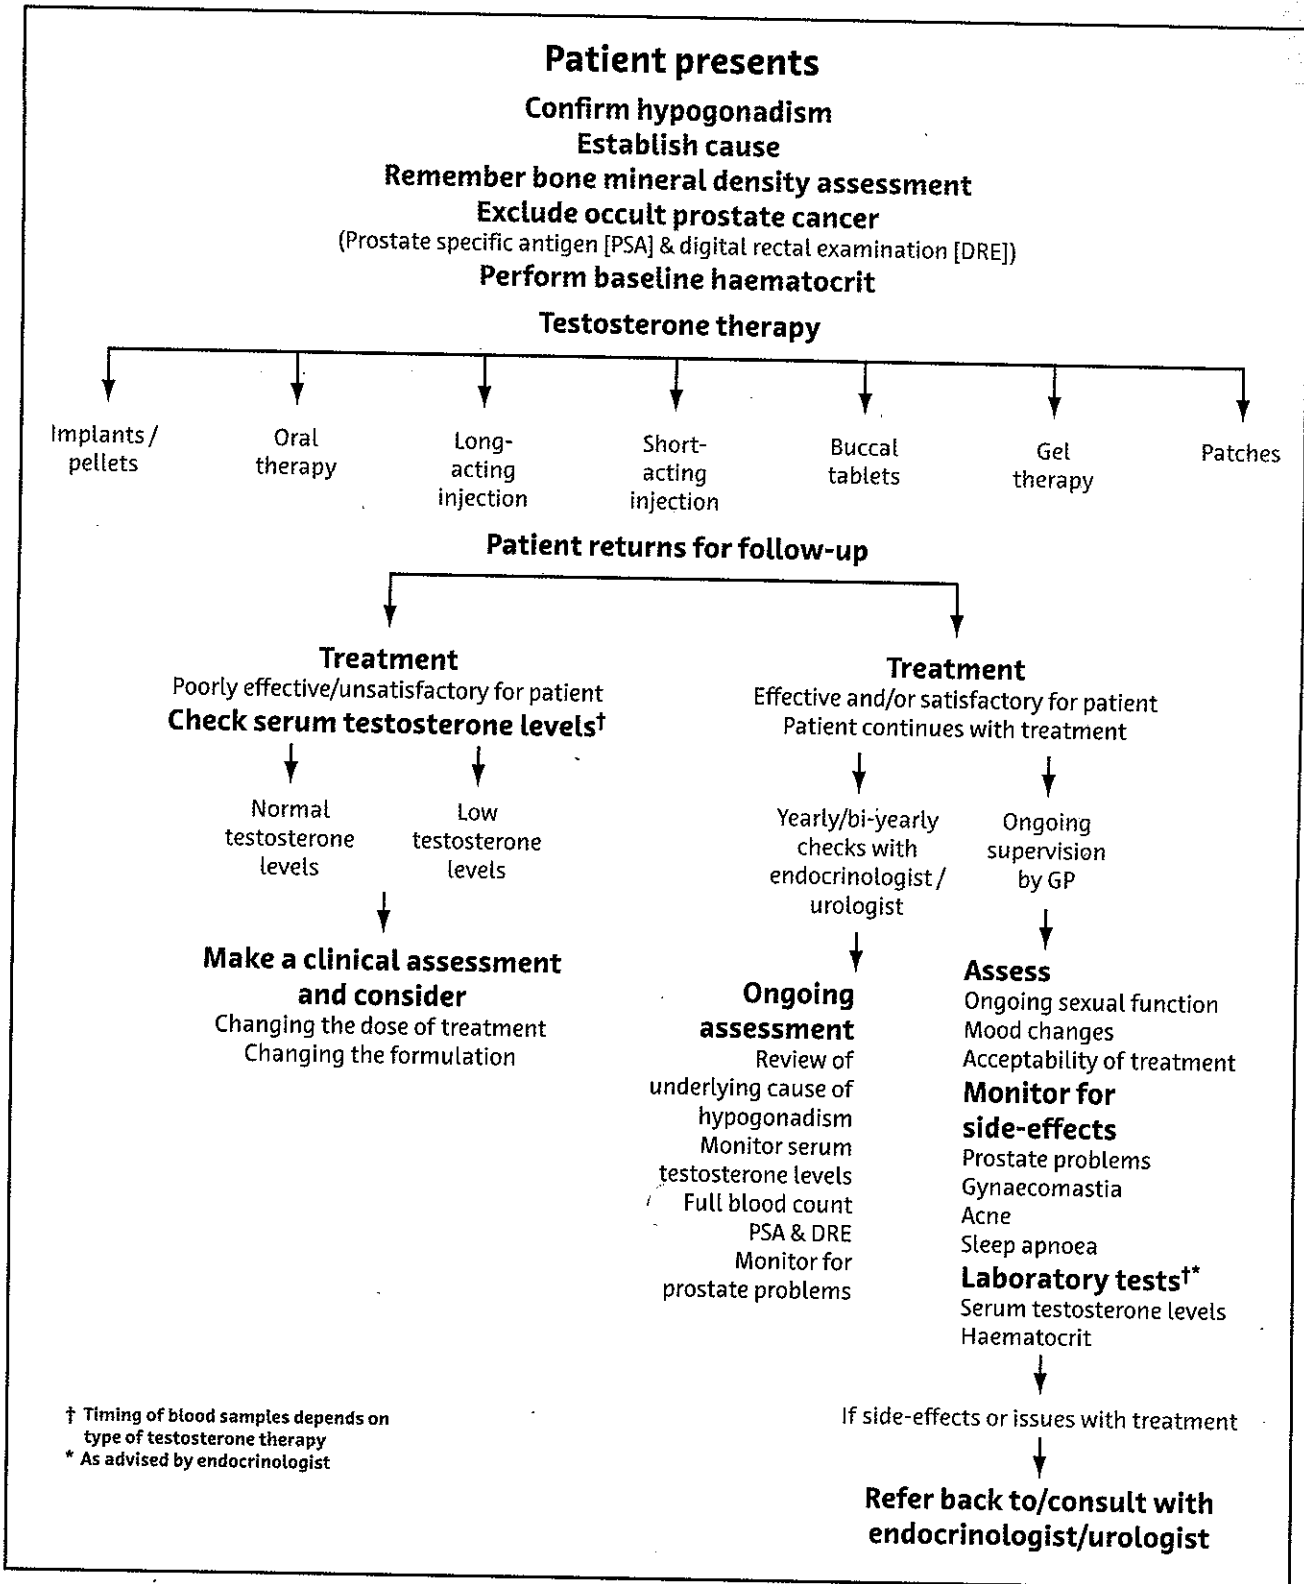 Patient presents
Confirm hypogonadism
Establish cause
Remember bone mineral density assessment
Exclude occult prostate cancer
(Prostate specific antigen [PSA] & digital rectal examination [DRE])
Perform baseline haematocrit
Testosterone therapy
Implants/
pellets
Oral
therapy
Long-
acting
injection
Short-
acting
injection
Buccal
tablets
Gel
therapy
Patches
Patient returns for follow-up
Treatment
Poorly effective/unsatisfactory for patient
Check serum testosterone levels†
Normal
testosterone
levels
Low
testosterone
levels
Make a clinical assessment
and consider
Changing the dose of treatment
Changing the formulation
Treatment
Effective and/or satisfactory for patient
Patient continues with treatment
Yearly/bi-yearly
checks with
endocrinologist/
urologist
Ongoing
assessment
Review of
underlying cause of
hypogonadism
Monitor serum
testosterone levels
Full blood count
PSA & DRE
Monitor for
prostate problems
Ongoing
supervision
by GP
Assess
Ongoing sexual function
Mood changes
Acceptability of treatment
Monitor for
side-effects
Prostate problems
Gynaecomastia
Acne
Sleep apnoea
Laboratory tests†*
Serum testosterone levels
Haematocrit
If side-effects or issues with treatment
Refer back to/consult with
endocrinologist/urologist
† Timing of blood samples depends on
type of testosterone therapy
* As advised by endocrinologist